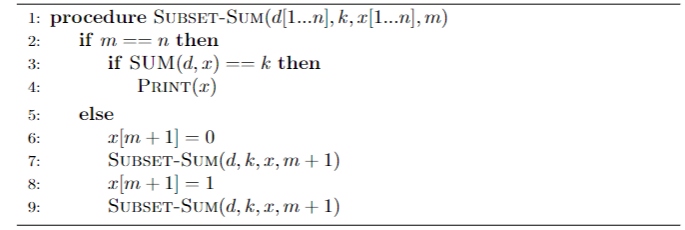 1: procedure SUBSET-SUM(d[1...n], k, x[1...n], m)
2: if m == n then
3: if SUM(d, x) == k then
4: PRINT(x)
5: else
6: x[m + 1] = 0
7: SUBSET-SUM(d, k, x, m + 1)
8: x[m + 1] = 1
9: SUBSET-SUM(d, k, x, m + 1)